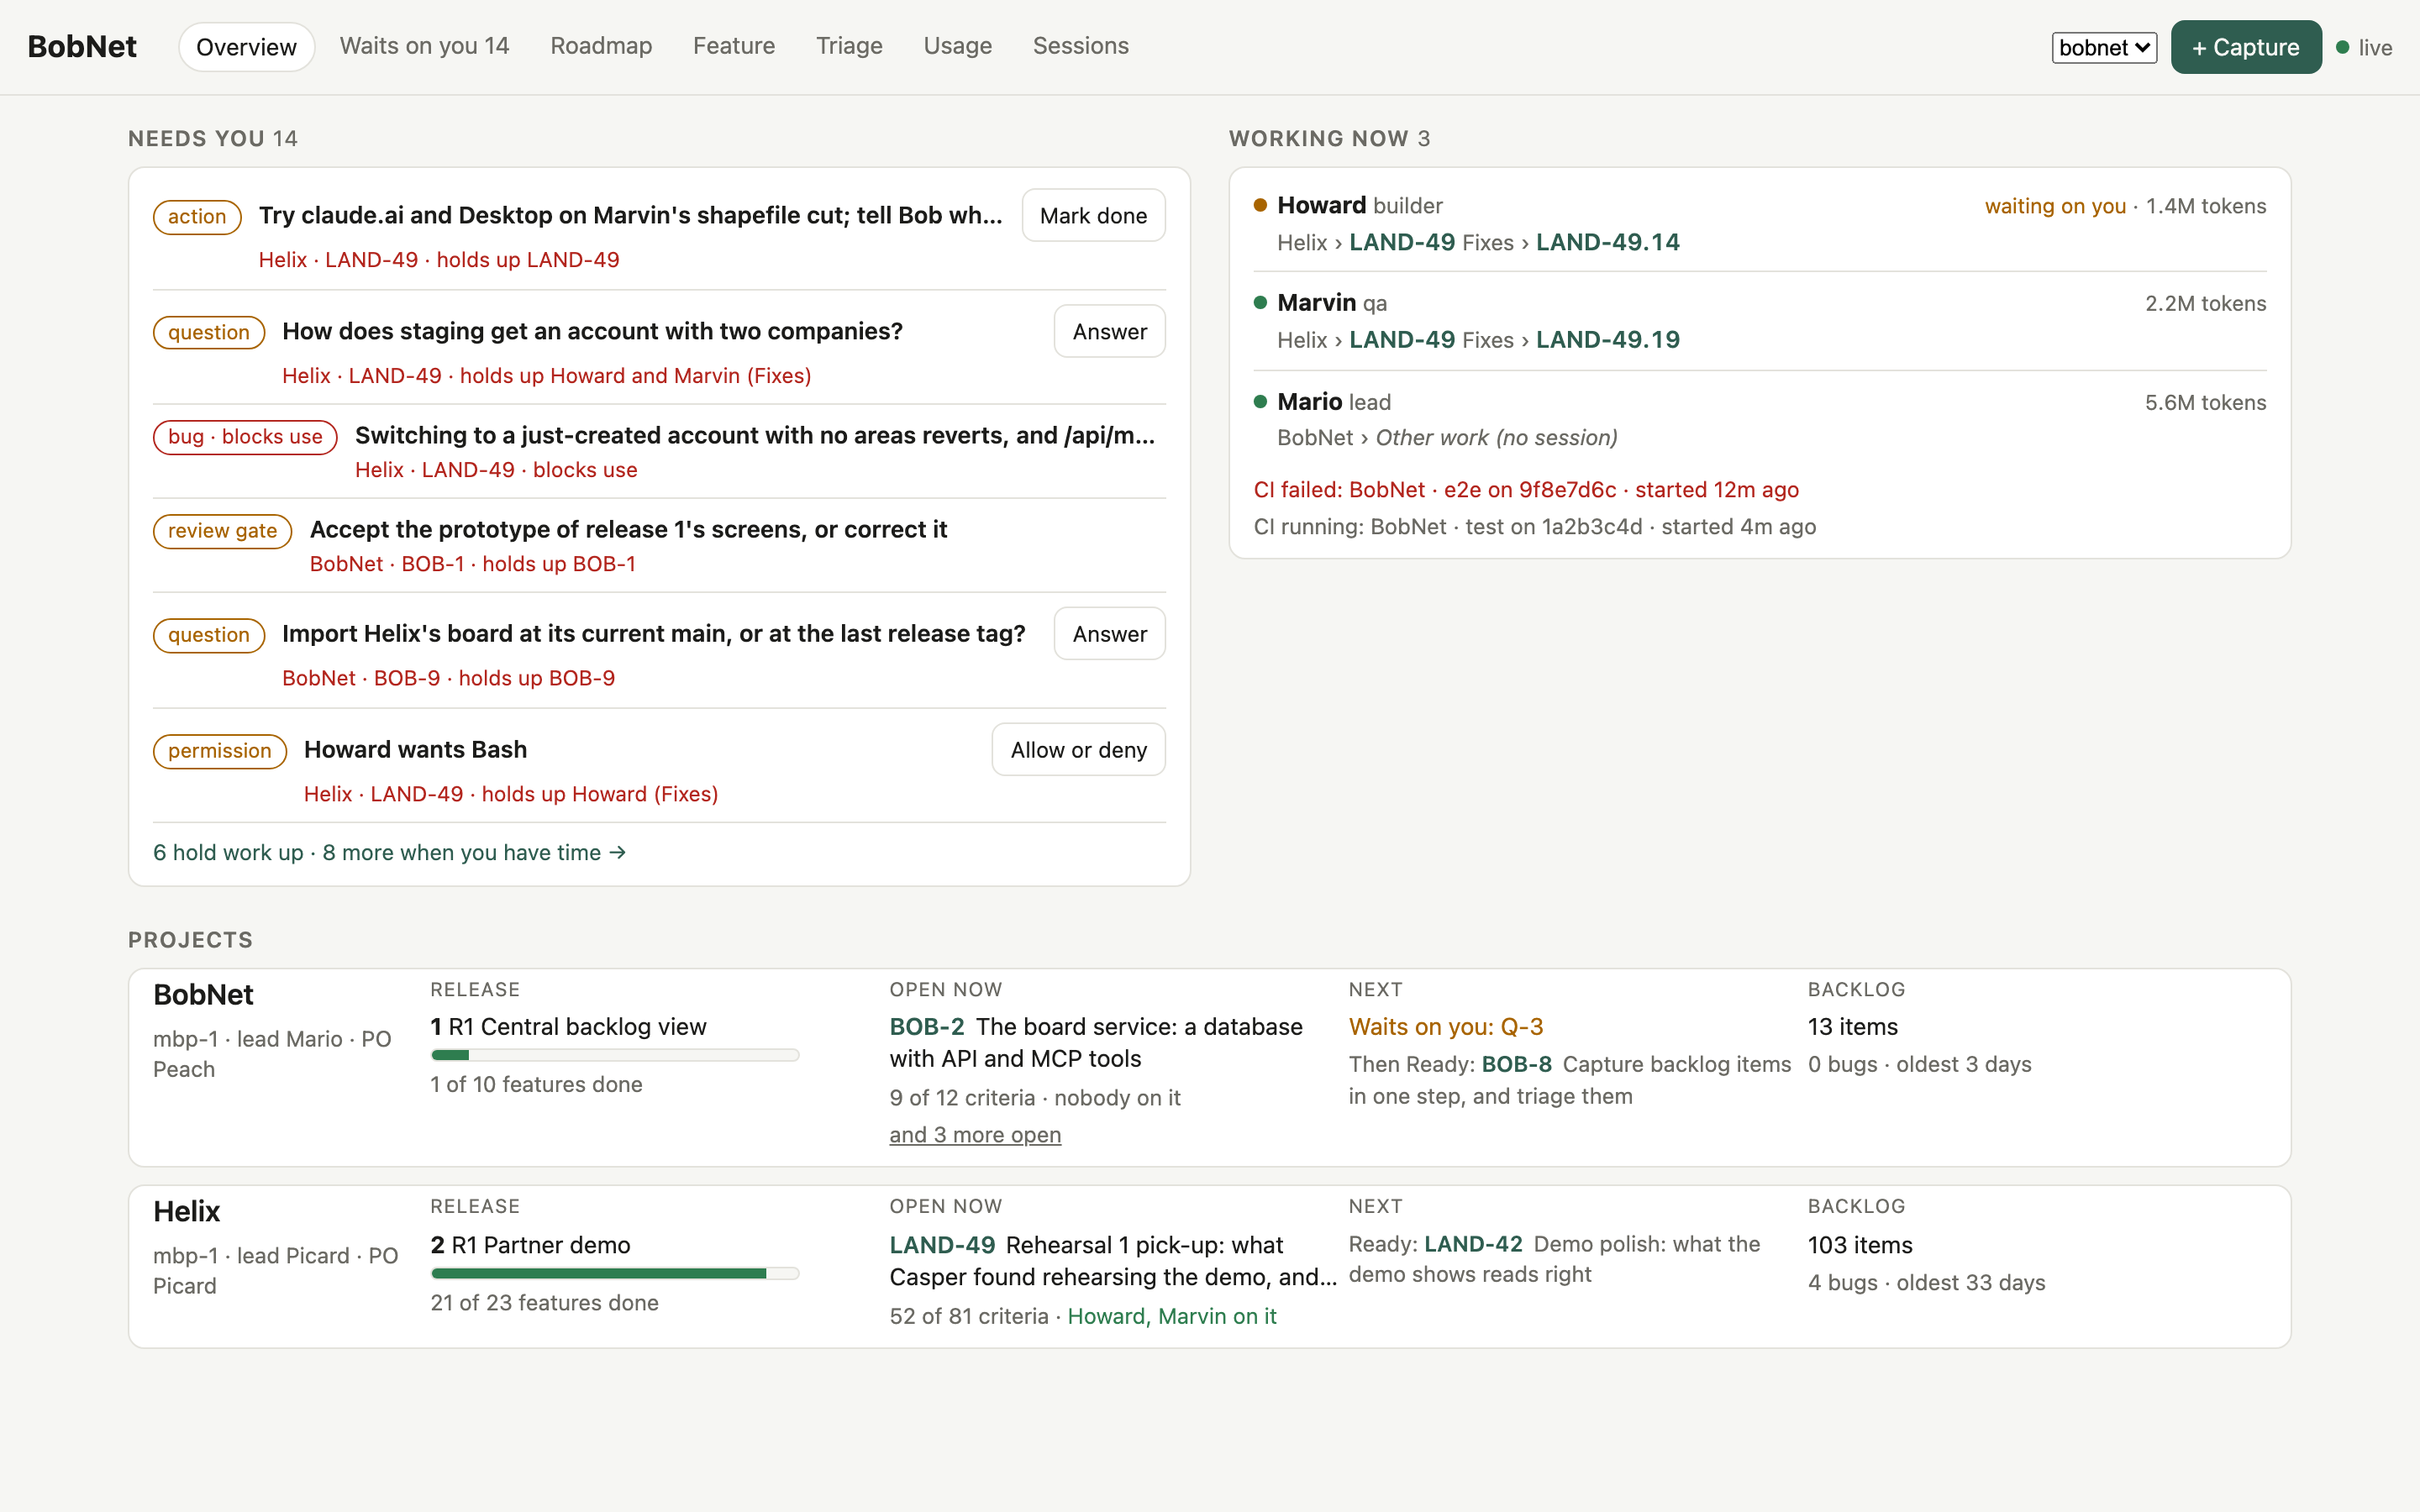 BobNet
Overview
Waits on you 14
Roadmap
Feature
Triage
Usage
Sessions
bobnet
+ Capture
live
NEEDS YOU 14
action
Try claude.ai and Desktop on Marvin's shapefile cut; tell Bob wh...
Mark done
Helix · LAND-49 · holds up LAND-49
question
How does staging get an account with two companies?
Answer
Helix · LAND-49 · holds up Howard and Marvin (Fixes)
bug · blocks use
Switching to a just-created account with no areas reverts, and /api/m...
Helix · LAND-49 · blocks use
review gate
Accept the prototype of release 1's screens, or correct it
BobNet · BOB-1 · holds up BOB-1
question
Import Helix's board at its current main, or at the last release tag?
Answer
BobNet · BOB-9 · holds up BOB-9
permission
Howard wants Bash
Allow or deny
Helix · LAND-49 · holds up Howard (Fixes)
6 hold work up · 8 more when you have time →
WORKING NOW 3
Howard builder
waiting on you · 1.4M tokens
Helix › LAND-49 Fixes › LAND-49.14
Marvin qa
2.2M tokens
Helix › LAND-49 Fixes › LAND-49.19
Mario lead
5.6M tokens
BobNet › Other work (no session)
CI failed: BobNet · e2e on 9f8e7d6c · started 12m ago
CI running: BobNet · test on 1a2b3c4d · started 4m ago
PROJECTS
BobNet
mbp-1 · lead Mario · PO
Peach
RELEASE
1 R1 Central backlog view
1 of 10 features done
OPEN NOW
BOB-2 The board service: a database
with API and MCP tools
9 of 12 criteria · nobody on it
and 3 more open
NEXT
Waits on you: Q-3
Then Ready: BOB-8 Capture backlog items
in one step, and triage them
BACKLOG
13 items
0 bugs · oldest 3 days
Helix
mbp-1 · lead Picard · PO
Picard
RELEASE
2 R1 Partner demo
21 of 23 features done
OPEN NOW
LAND-49 Rehearsal 1 pick-up: what
Casper found rehearsing the demo, and...
52 of 81 criteria · Howard, Marvin on it
NEXT
Ready: LAND-42 Demo polish: what the
demo shows reads right
BACKLOG
103 items
4 bugs · oldest 33 days